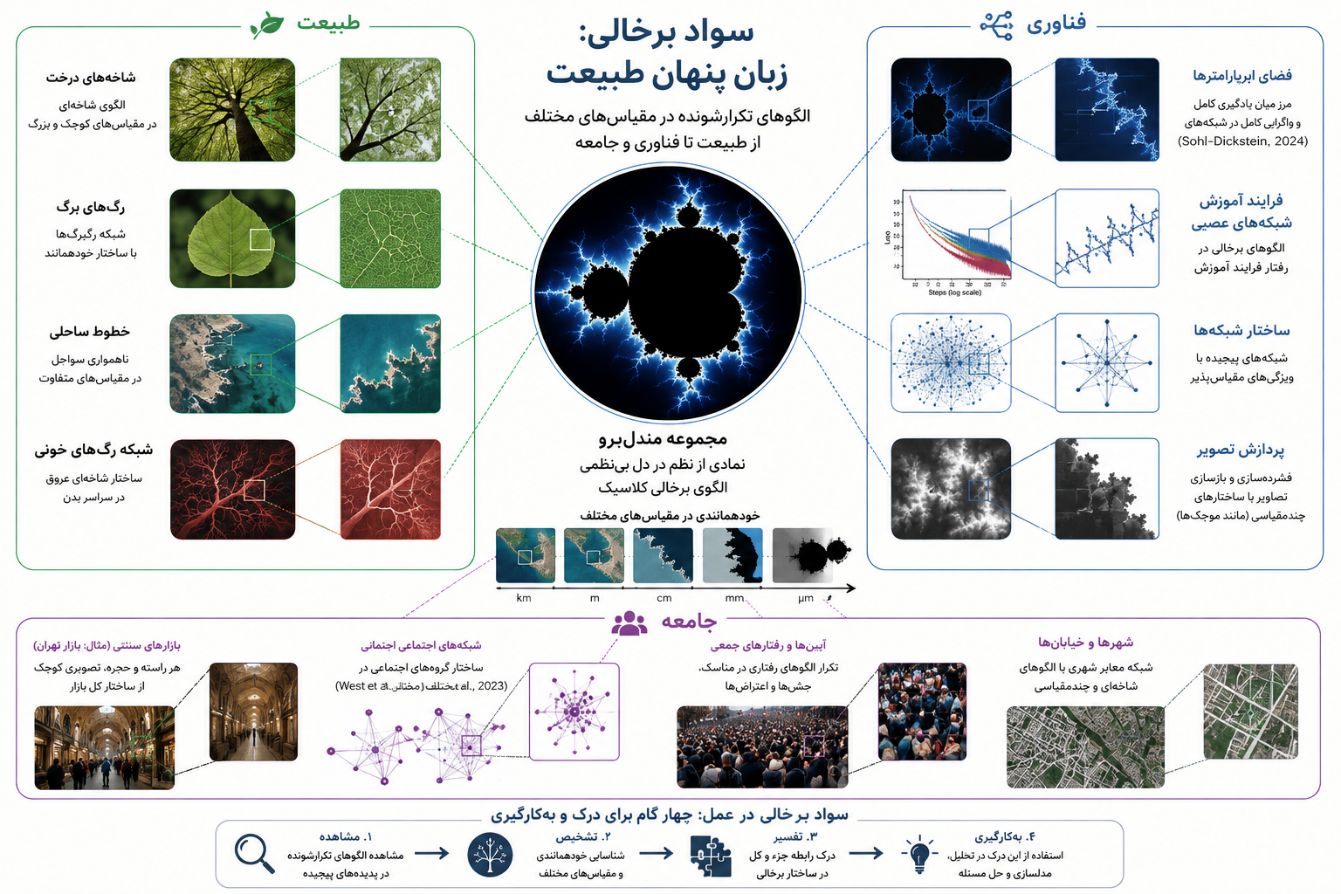 سواد برخالی:
زبان پنهان طبیعت
الگوهای تکرارشونده در مقیاس‌های مختلف
از طبیعت تا فناوری و جامعه
طبیعت
شاخه‌های درخت
الگوی شاخه‌ای
در مقیاس‌های کوچک و بزرگ
رگ‌های برگ
شبکه رگبرگ‌ها
با ساختار خودهمانند
خطوط ساحلی
ناهمواری سواحل
در مقیاس‌های متفاوت
شبکه رگ‌های خونی
ساختار شاخه‌ای عروق
در سراسر بدن
فناوری
فضای ابرپارامترها
مرز میان یادگیری کامل
و واگرایی کامل در شبکه‌های
(Sohl-Dickstein, 2024)
فرایند آموزش
شبکه‌های عصبی
الگوهای برخالی در
رفتار فرایند آموزش
Loss
Steps (log scale)
ساختار شبکه‌ها
شبکه‌های پیچیده با
ویژگی‌های مقیاس‌پذیر
پردازش تصویر
فشرده‌سازی و بازسازی
تصاویر با ساختارهای
چندمقیاسی (مانند موجک‌ها)
مجموعه مندل‌برو
نمادی از نظم در دل بی‌نظمی
الگوی برخالی کلاسیک
خودهمانندی در مقیاس‌های مختلف
km m cm mm µm
جامعه
شهرها و خیابان‌ها
شبکه معابر شهری با الگوهای
شاخه‌ای و چندمقیاسی
آیین‌ها و رفتارهای جمعی
تکرار الگوهای رفتاری در مناسک،
جشن‌ها و اعتراض‌ها
شبکه‌های اجتماعی اجتمانی
ساختار گروه‌های اجتماعی در
(West et a al., 2023)
بازارهای سنتی (مثال: بازار تهران)
هر راسته و حجره، تصویری کوچک
از ساختار کل بازار
سواد برخالی در عمل: چهار گام برای درک و به‌کارگیری
۱. مشاهده
مشاهده الگوهای تکرارشونده
در پدیده‌های پیچیده
۲. تشخیص
شناسایی خودهمانندی
و مقیاس‌های مختلف
۳. تفسیر
درک رابطه جزء و کل
در ساختار برخالی
۴. به‌کارگیری
استفاده از این درک در تحلیل،
مدلسازی و حل مسئله